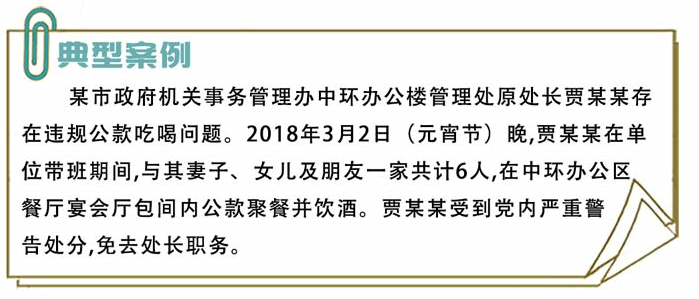 典型案例
某市政府机关事务管理办中环办公楼管理处原处长贾某某存
在违规公款吃喝问题。2018年3月2日（元宵节）晚,贾某某在单
位带班期间,与其妻子、女儿及朋友一家共计6人,在中环办公区
餐厅宴会厅包间内公款聚餐并饮酒。贾某某受到党内严重警
告处分,免去处长职务。